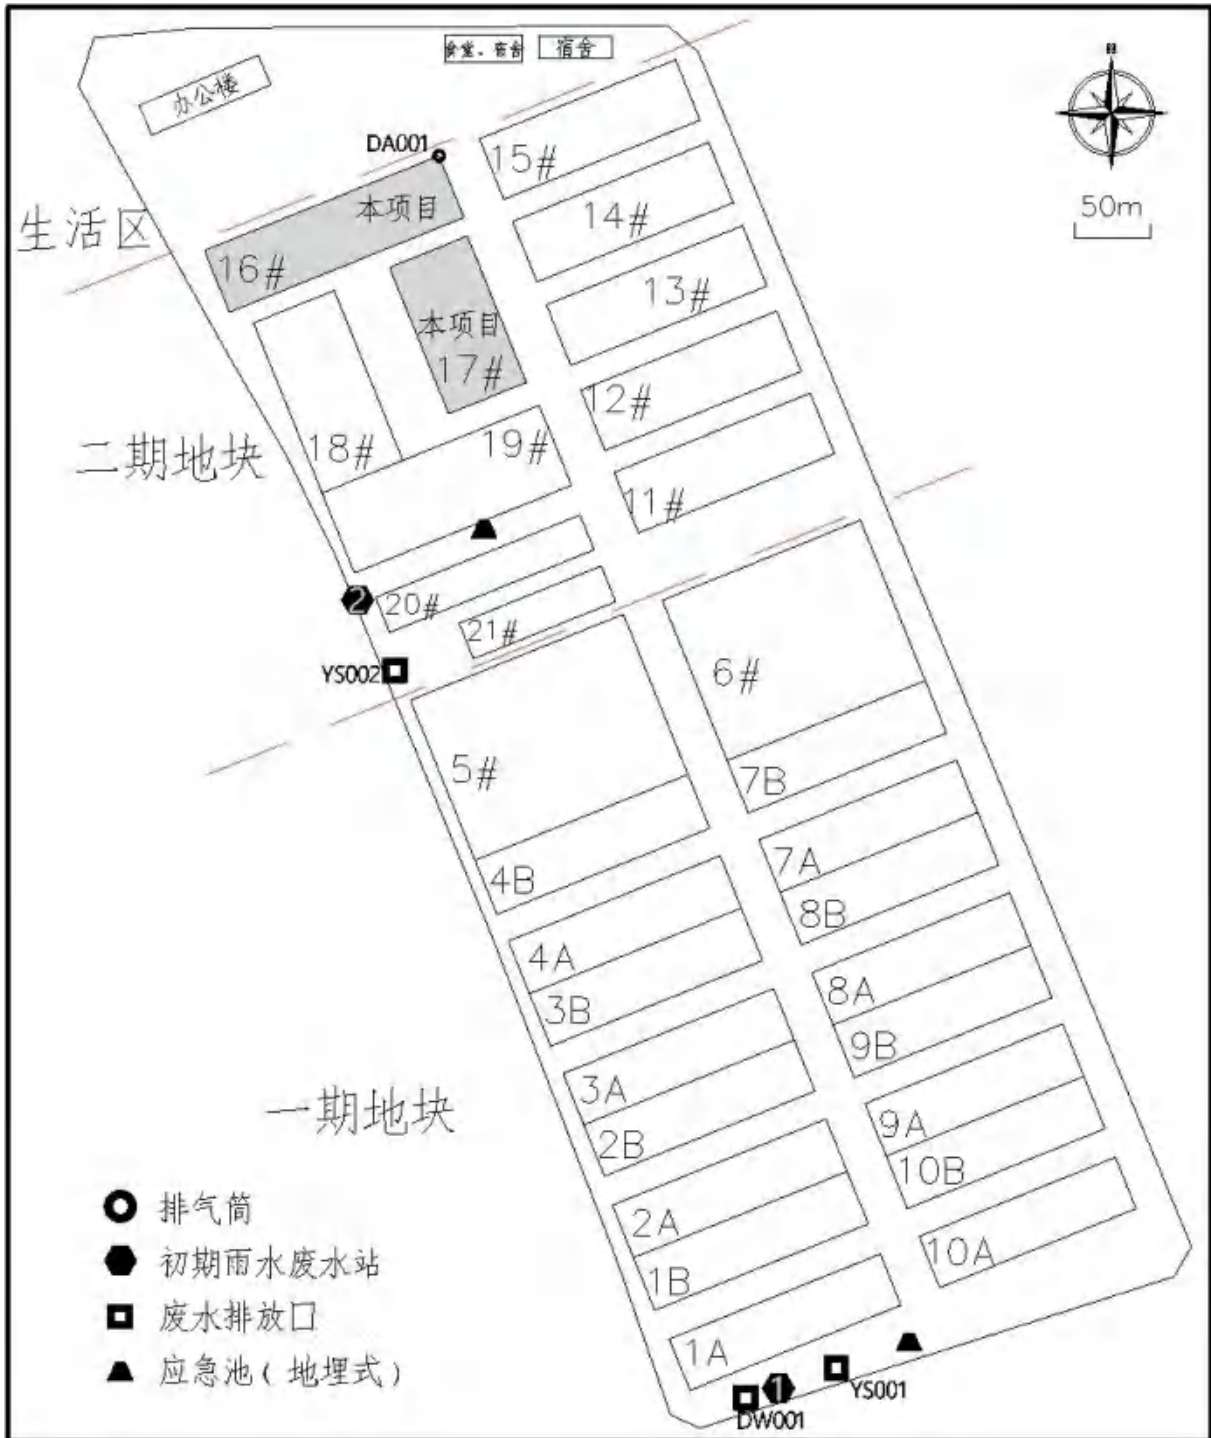 食堂、宿舍
宿舍
北
办公楼
DA001
15#
50m
本项目
14#
生活区
16#
13#
本项目
17#
12#
18#
19#
二期地块
11#
2
20#
21#
YS002
6#
5#
7B
4B
7A
8B
4A
3B
8A
9B
3A
2B
一期地块
9A
10B
2A
1B
10A
1A
1
YS001
DW001
排气筒
初期雨水废水站
废水排放口
应急池（地埋式）